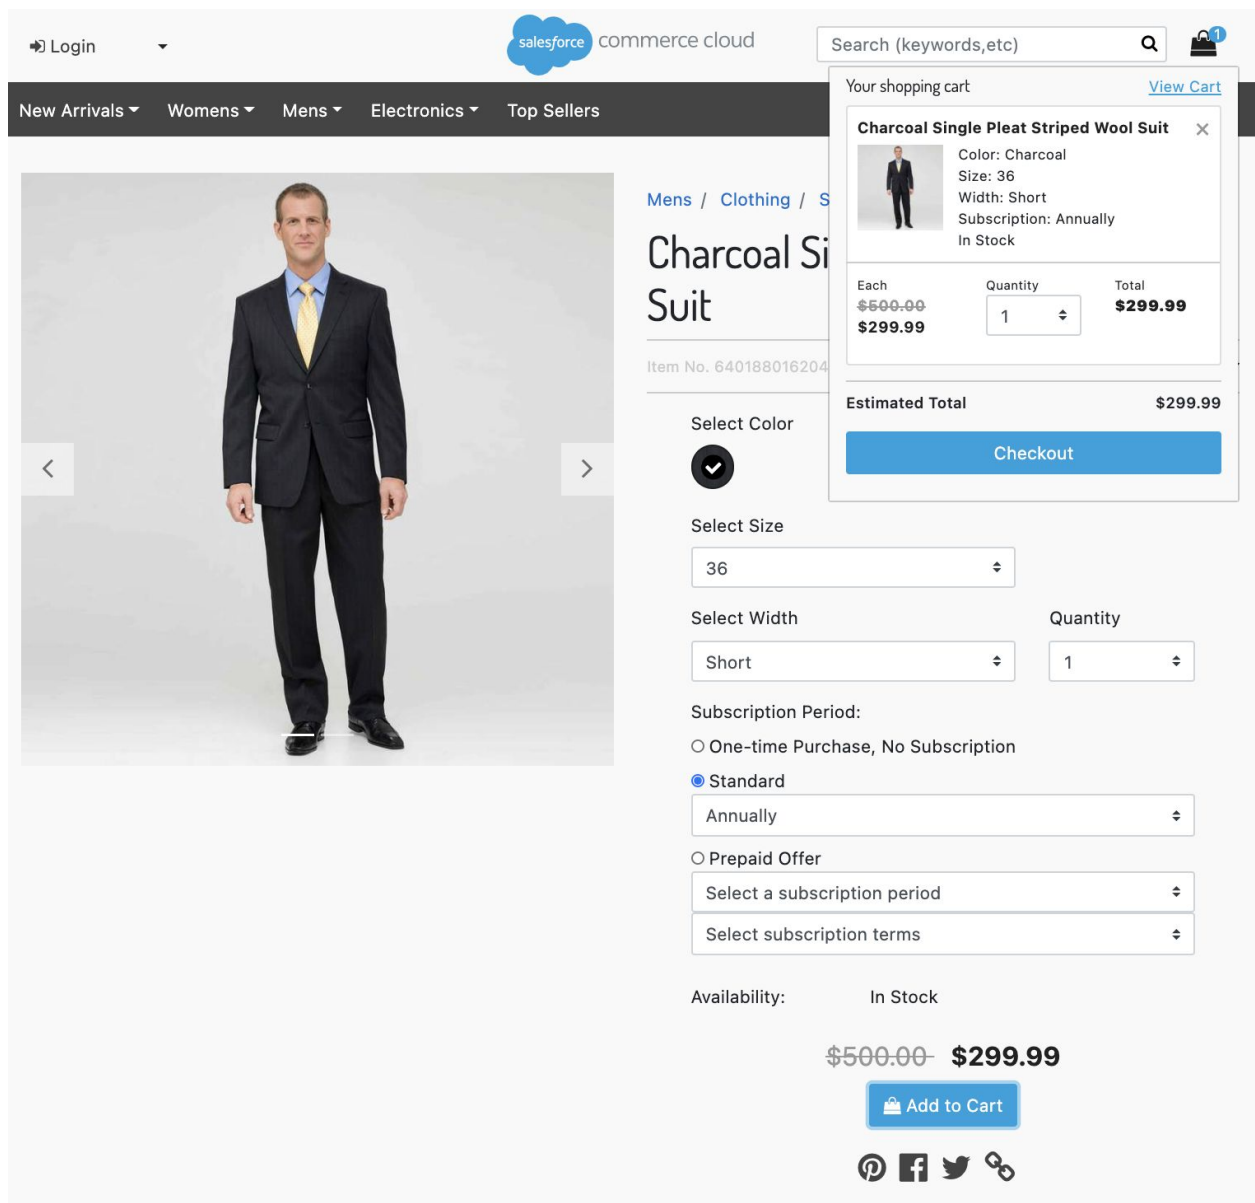 Login
salesforce commerce cloud
Search (keywords,etc)
1
New Arrivals
Womens
Mens
Electronics
Top Sellers
Your shopping cart
View Cart
Charcoal Single Pleat Striped Wool Suit
Color: Charcoal
Size: 36
Width: Short
Subscription: Annually
In Stock
Each
Quantity
Total
$500.00
$299.99
1
$299.99
Estimated Total
$299.99
Checkout
Mens / Clothing / S
Charcoal Si
Suit
Item No. 640188016204
Select Color
Select Size
36
Select Width
Quantity
Short
1
Subscription Period:
One-time Purchase, No Subscription
Standard
Annually
Prepaid Offer
Select a subscription period
Select subscription terms
Availability: In Stock
$500.00 $299.99
Add to Cart